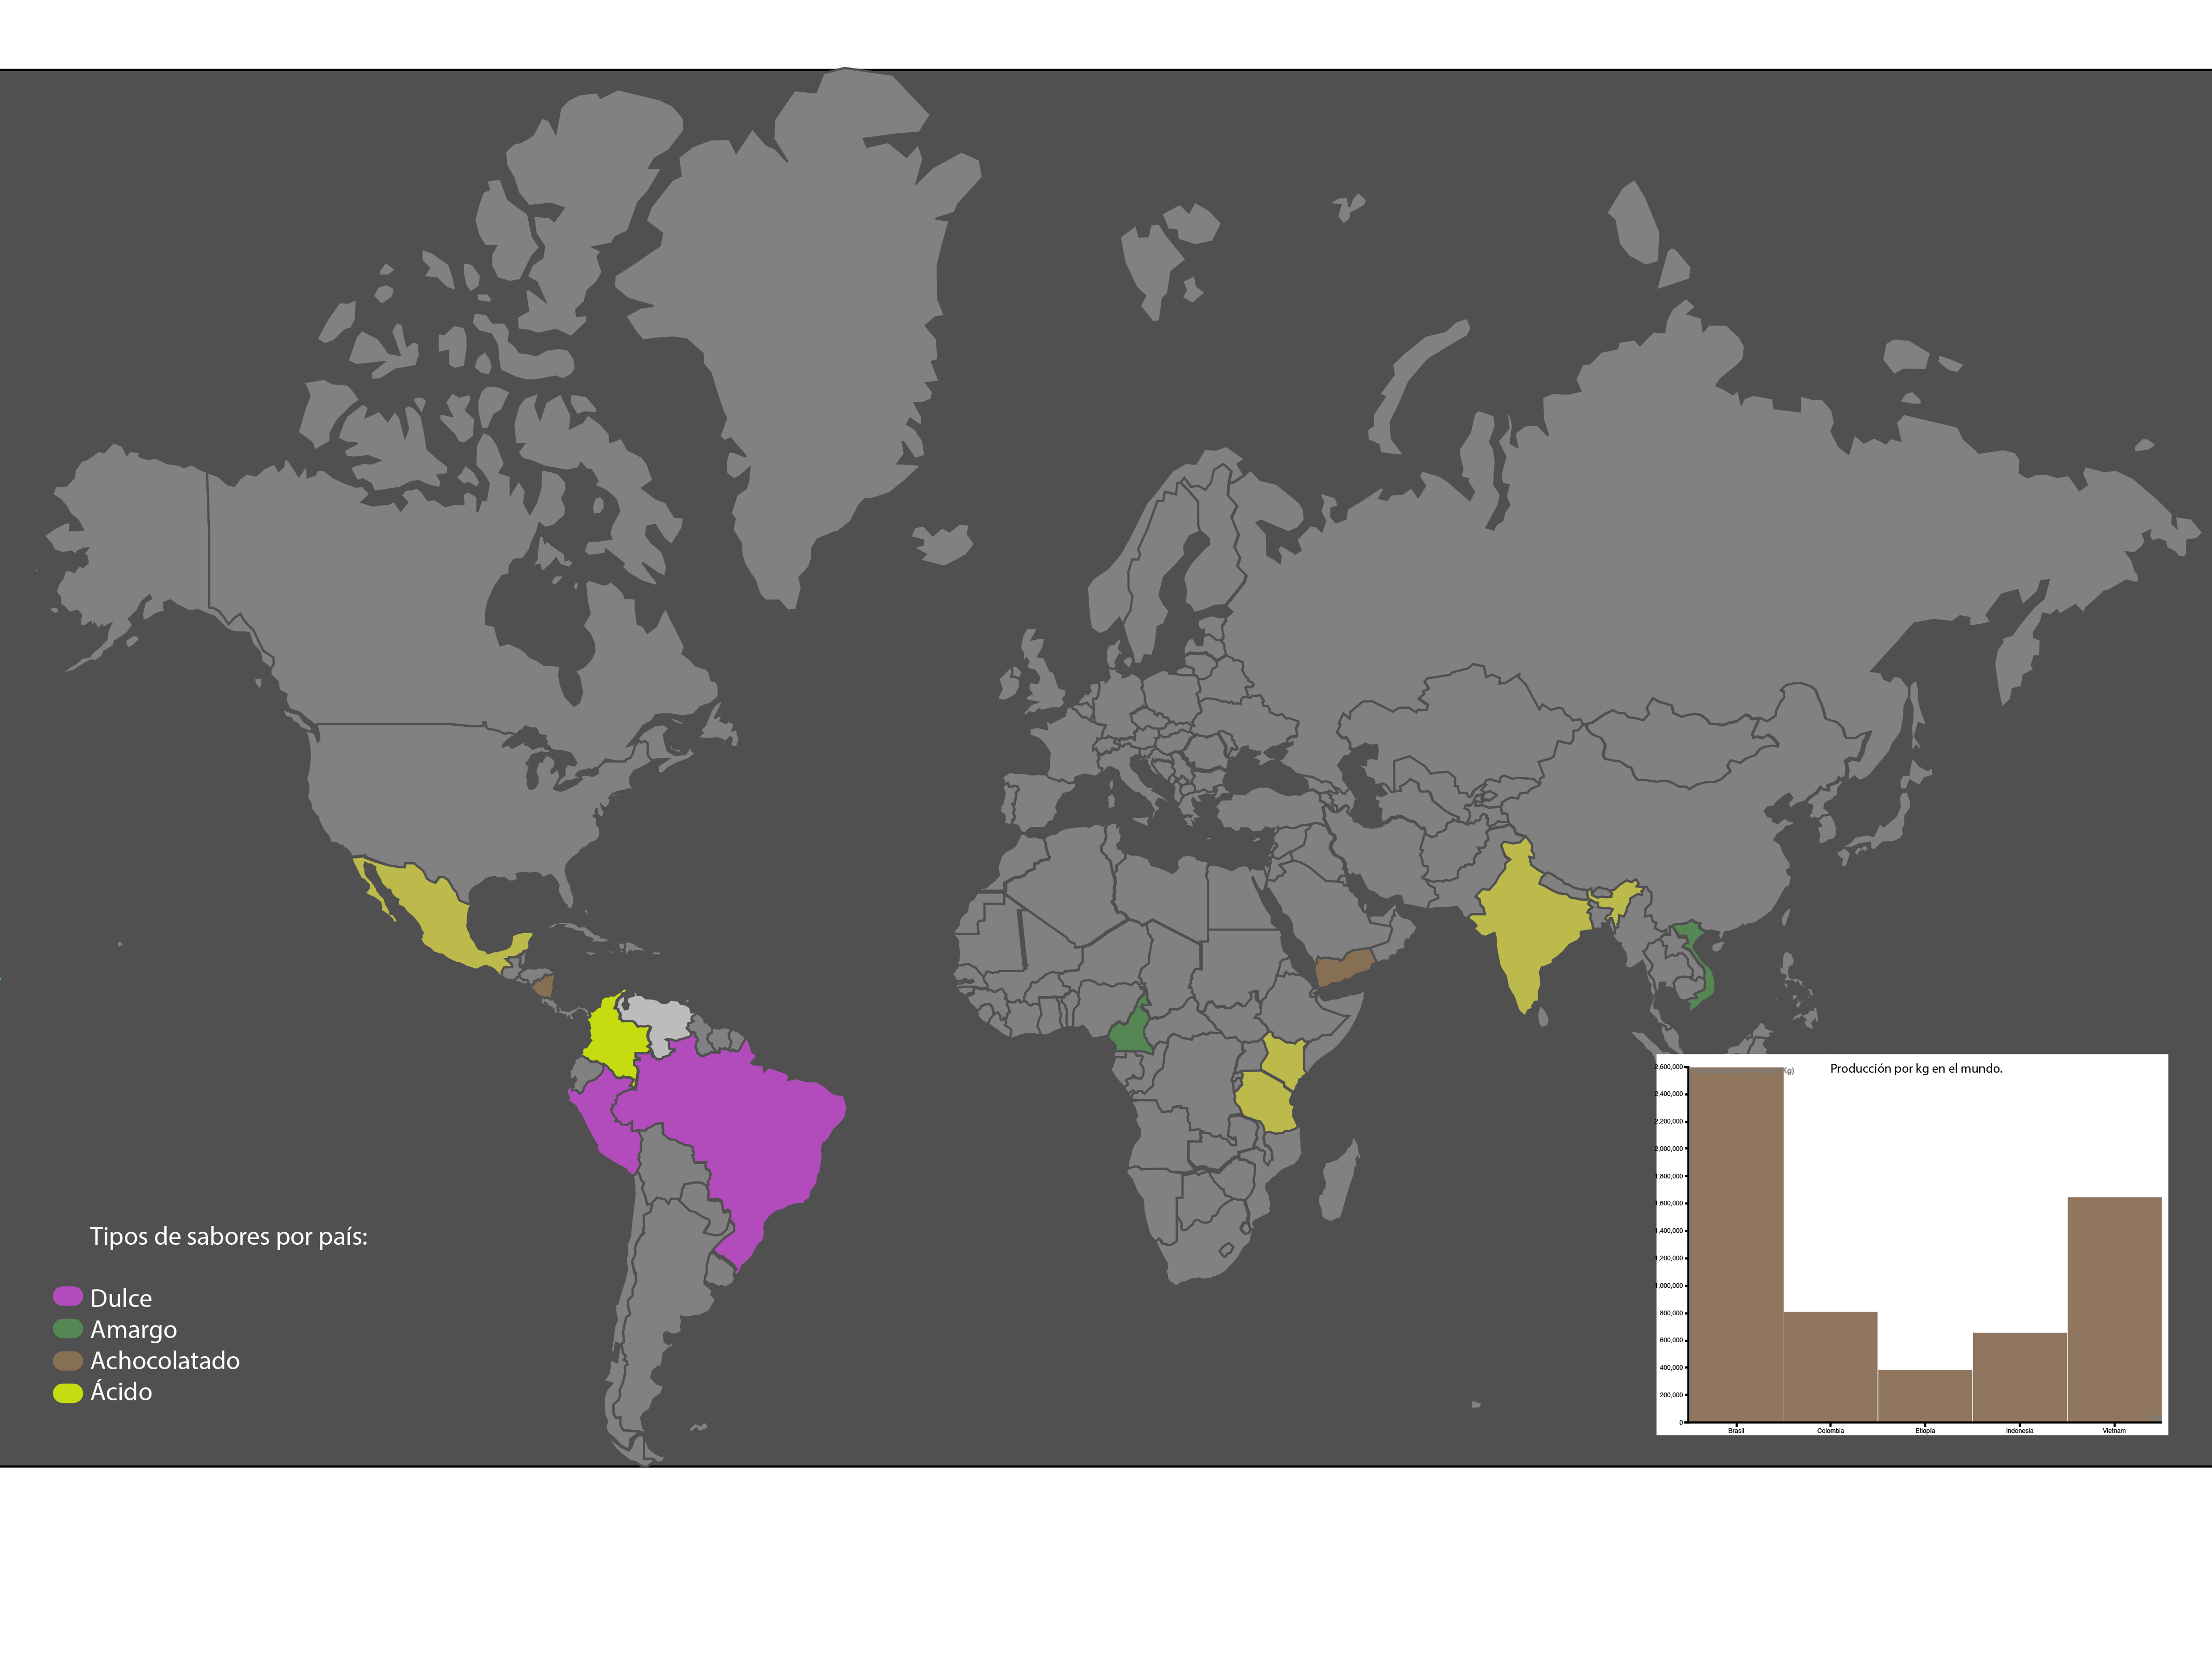 Tipos de sabores por país:
Dulce
Amargo
Achocolatado
Ácido
Kg)
Producción por kg en el mundo.
2,600,000
2,400,000
2,200,000
2,000,000
1,800,000
1,600,000
1,400,000
1,200,000
1,000,000
800,000
600,000
400,000
200,000
0
Brasil Colombia Etiopía Indonesia Vietnam